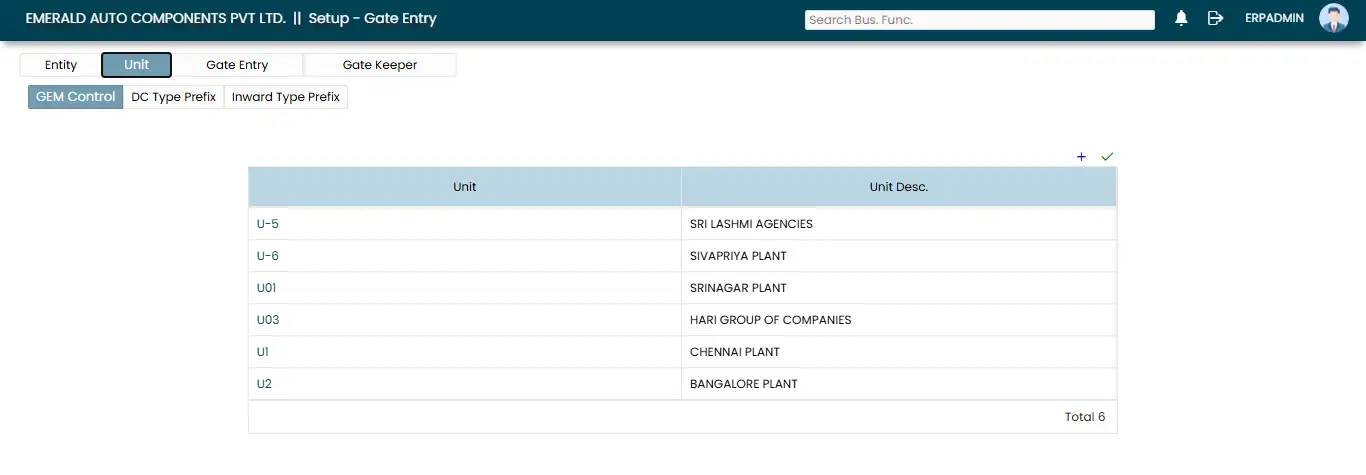 EMERALD AUTO COMPONENTS PVT LTD. || Setup - Gate Entry Search Bus. Func. ERPADMIN
Entity Unit Gate Entry Gate Keeper
GEM Control DC Type Prefix Inward Type Prefix
+ ✓
Unit Unit Desc.
U-5 SRI LASHMI AGENCIES
U-6 SIVAPRIYA PLANT
U01 SRINAGAR PLANT
U03 HARI GROUP OF COMPANIES
U1 CHENNAI PLANT
U2 BANGALORE PLANT
Total 6